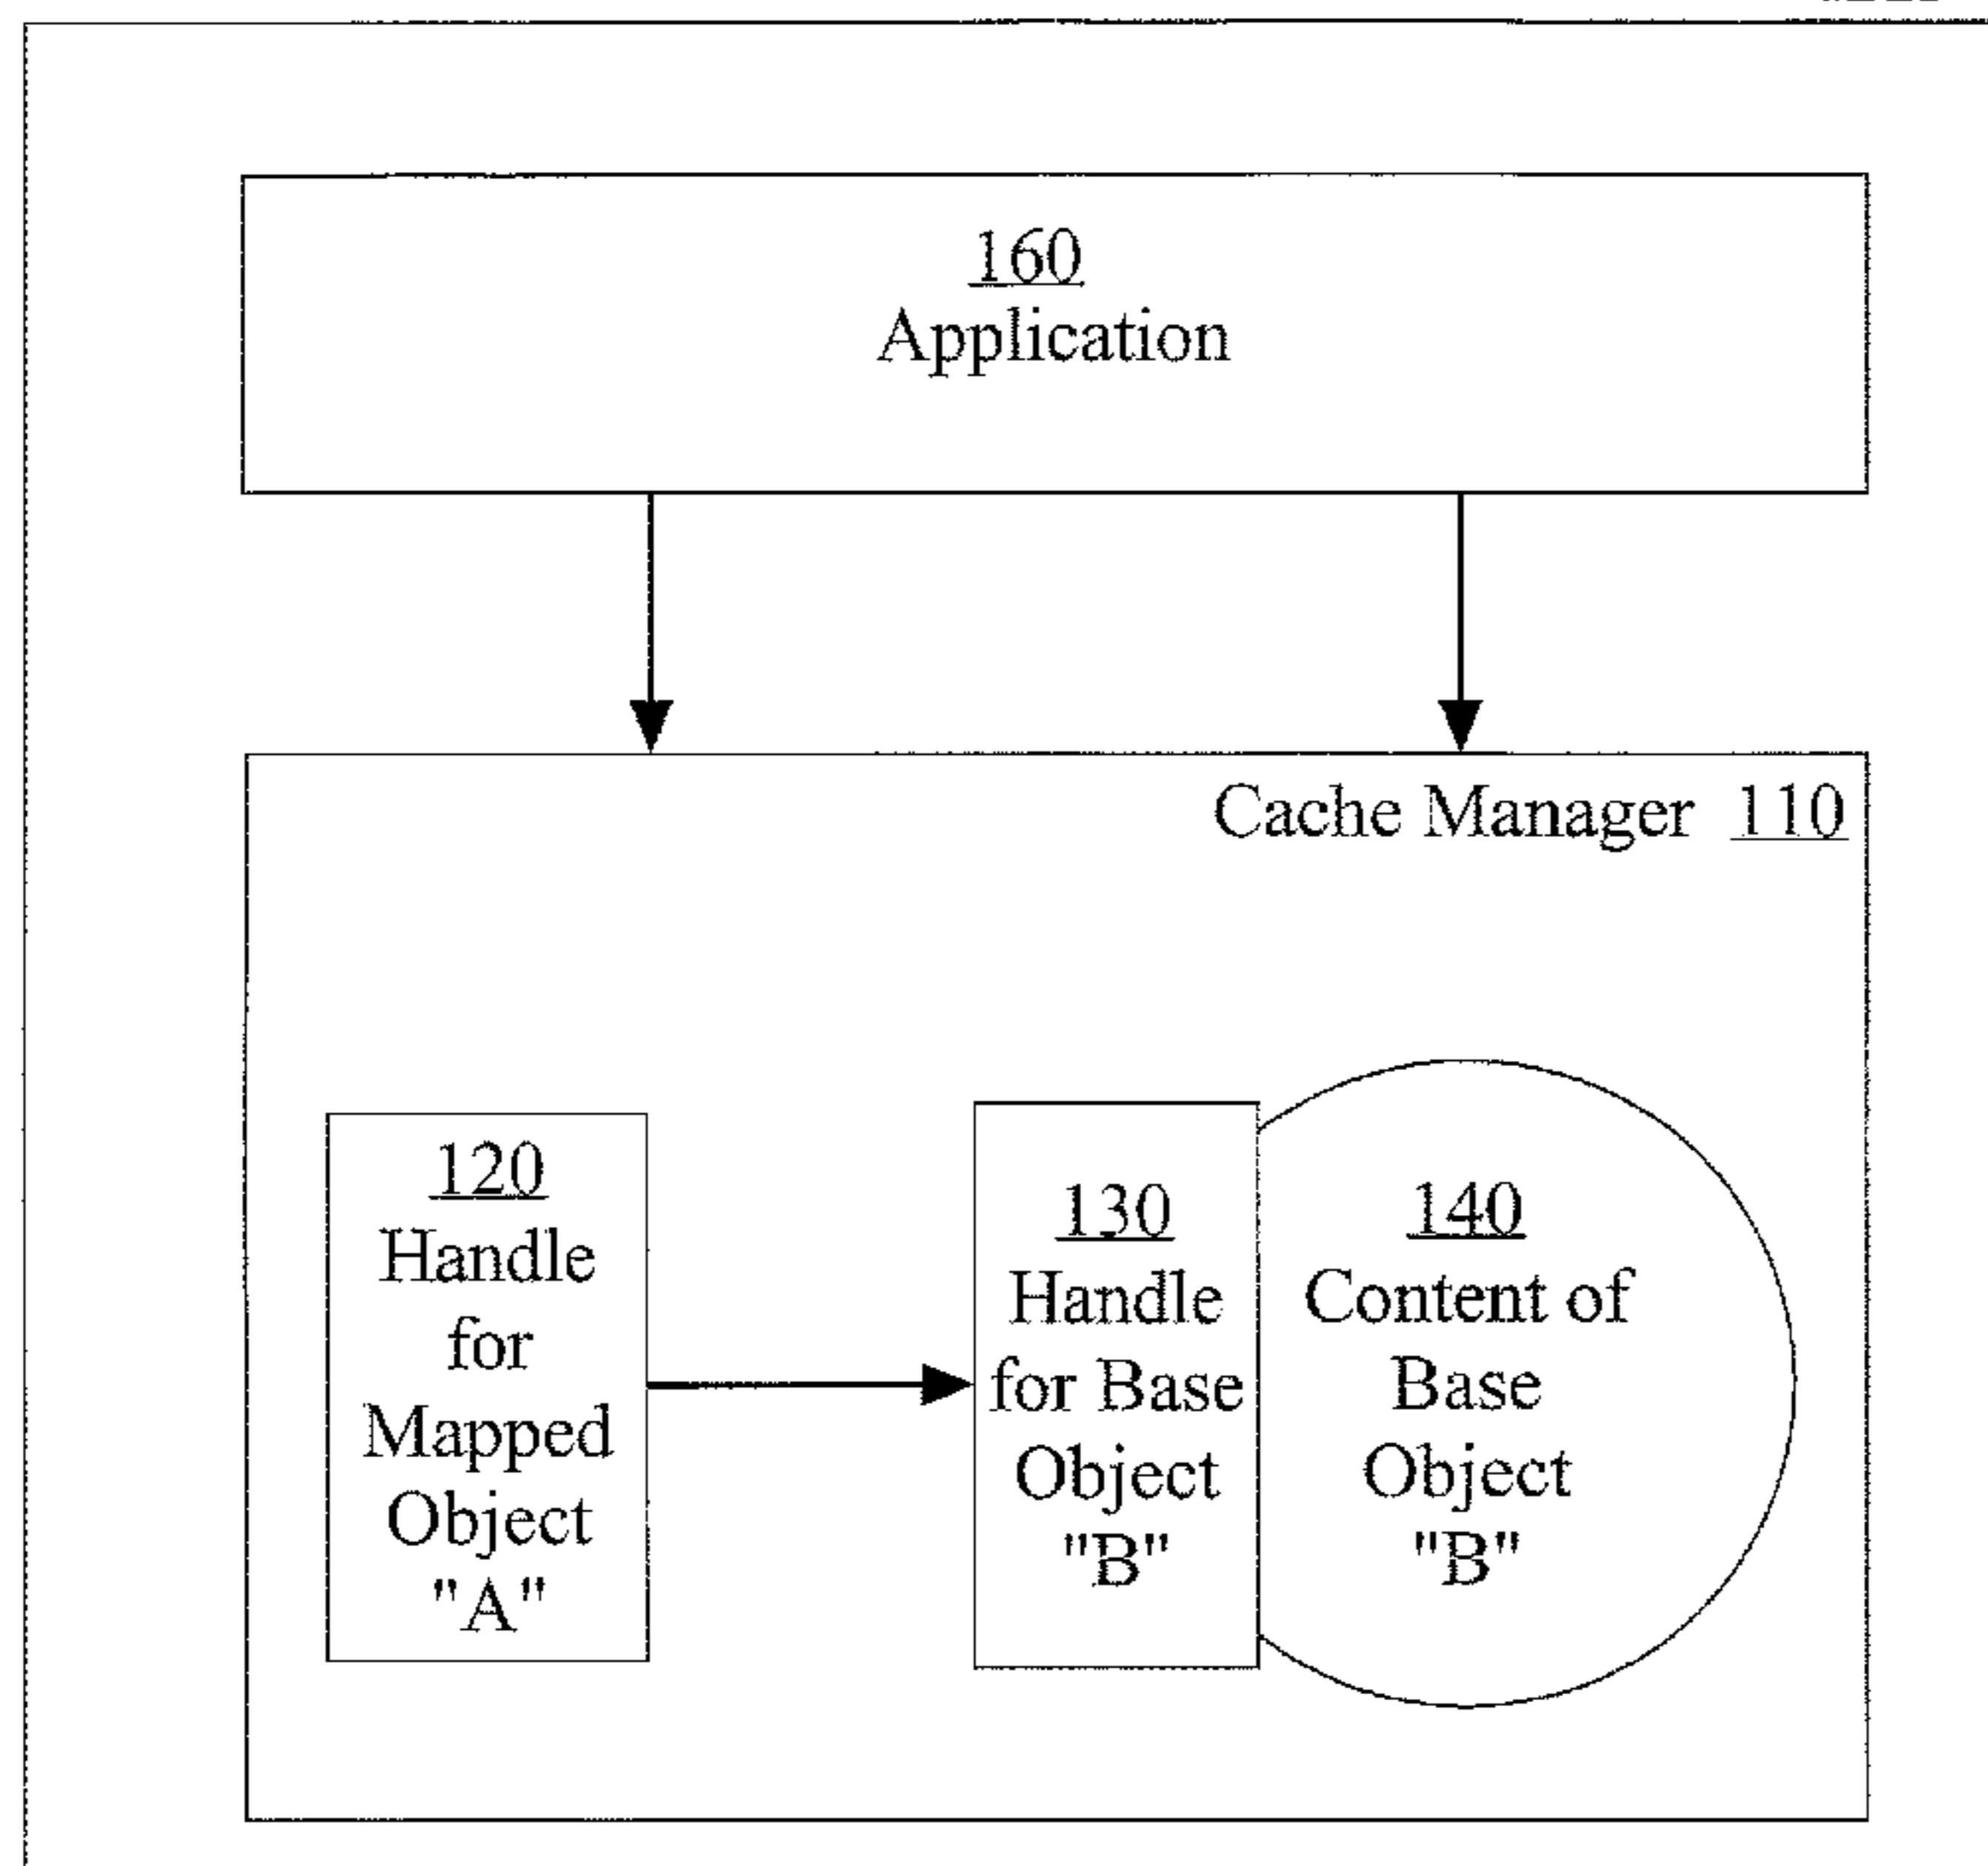 160
Application
Cache Manager 110
120
Handle
for
Mapped
Object
"A"
130
Handle
for Base
Object
"B"
140
Content of
Base
Object
"B"